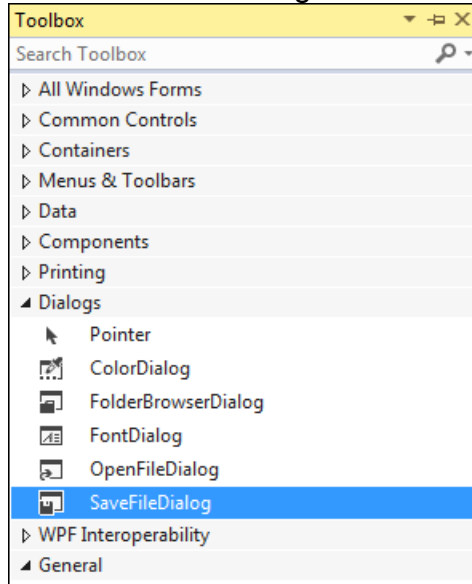 Toolbox
Search Toolbox
All Windows Forms
Common Controls
Containers
Menus & Toolbars
Data
Components
Printing
Dialogs
Pointer
ColorDialog
FolderBrowserDialog
FontDialog
OpenFileDialog
SaveFileDialog
WPF Interoperability
General